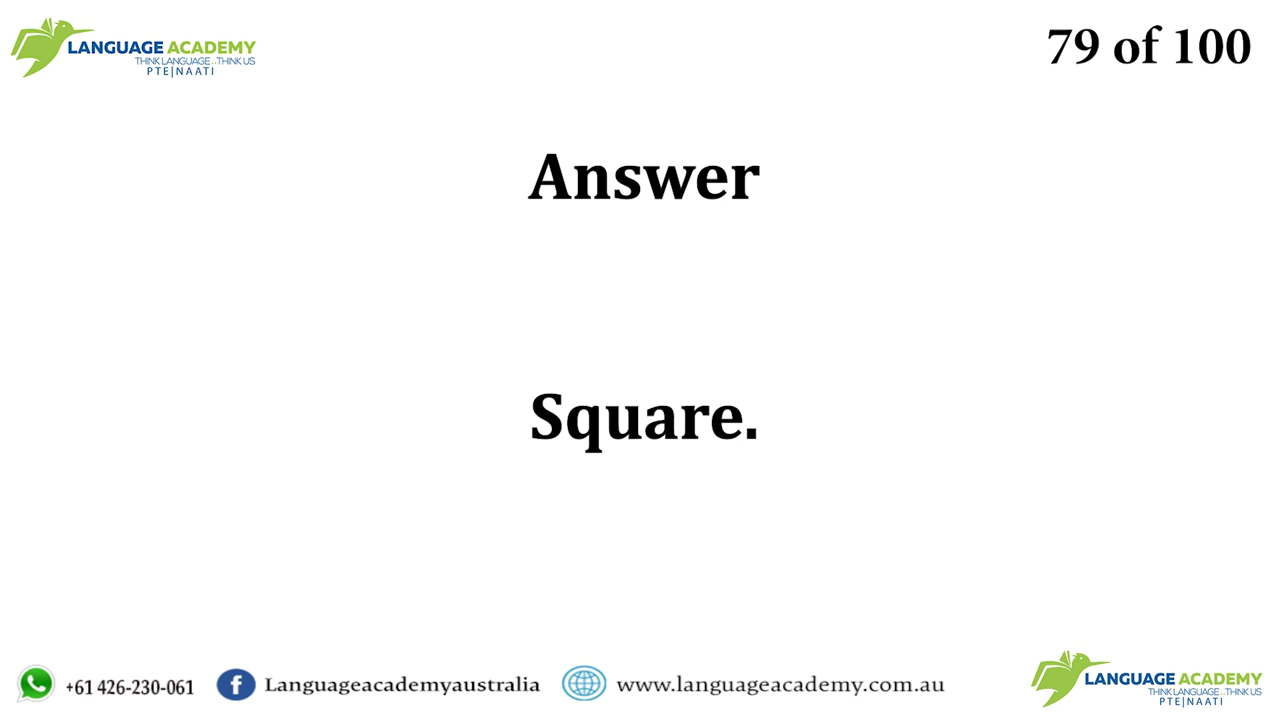 LANGUAGE ACADEMY
THINK LANGUAGE..THINK US
PTE|NAATI
79 of 100
Answer
Square.
+61 426-230-061
Languageacademyaustralia
www.languageacademy.com.au
LANGUAGE ACADEMY
THINK LANGUAGE..THINK US
PTE|NAATI